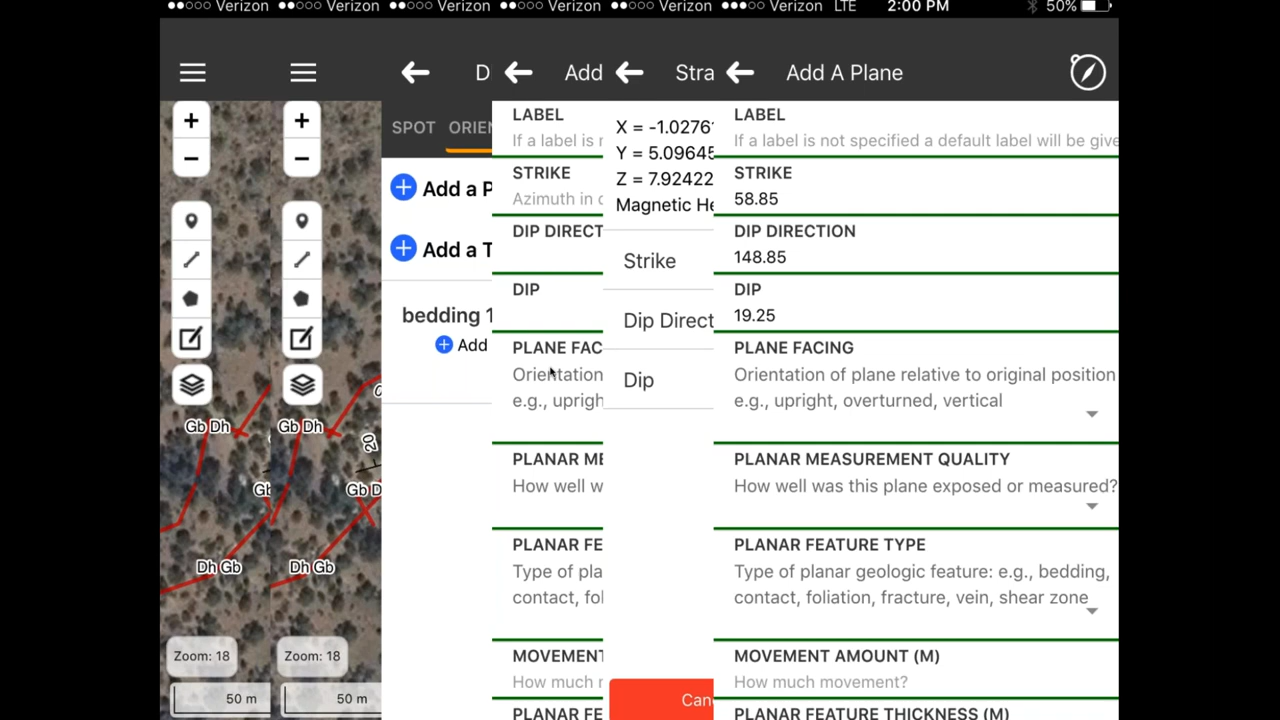 Verizon Verizon Verizon Verizon Verizon Verizon LTE 2:00 PM 50%
Zoom: 18
50 m
Gb Dh
Dh Gb
Zoom: 18
50 m
Gb Dh
20
Gb D
Dh Gb
D
SPOT ORIEN
Add a P
Add a T
bedding 1
Add
Add
LABEL
If a label is n
STRIKE
Azimuth in d
DIP DIRECT
DIP
PLANE FAC
Orientation
e.g., uprigh
PLANAR ME
How well w
PLANAR FE
Type of pla
contact, fol
MOVEMENT
How much r
PLANAR FE
Stra
X = -1.0276
Y = 5.09645
Z = 7.92422
Magnetic He
Strike
Dip Direct
Dip
Canc
Add A Plane
LABEL
If a label is not specified a default label will be give
STRIKE
58.85
DIP DIRECTION
148.85
DIP
19.25
PLANE FACING
Orientation of plane relative to original position
e.g., upright, overturned, vertical
PLANAR MEASUREMENT QUALITY
How well was this plane exposed or measured?
PLANAR FEATURE TYPE
Type of planar geologic feature: e.g., bedding,
contact, foliation, fracture, vein, shear zone
MOVEMENT AMOUNT (M)
How much movement?
PLANAR FEATURE THICKNESS (M)